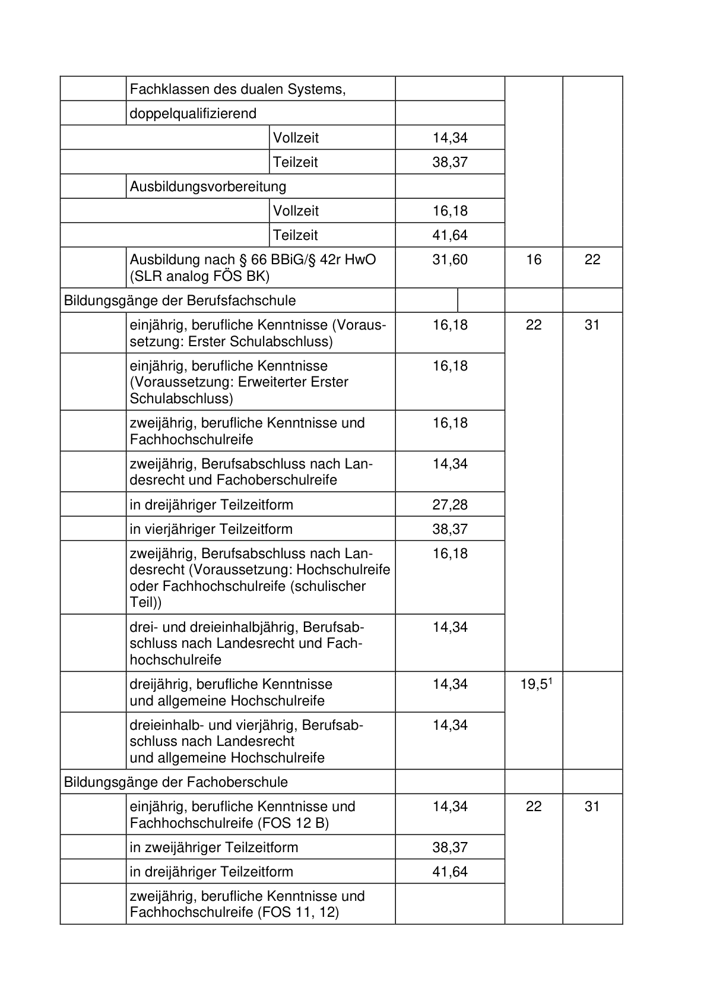 Fachklassen des dualen Systems,
doppelqualifizierend
Vollzeit 14,34
Teilzeit 38,37
Ausbildungsvorbereitung
Vollzeit 16,18
Teilzeit 41,64
Ausbildung nach § 66 BBiG/§ 42r HwO 31,60 16 22
(SLR analog FÖS BK)
Bildungsgänge der Berufsfachschule
einjährig, berufliche Kenntnisse (Voraus- 16,18 22 31
setzung: Erster Schulabschluss)
einjährig, berufliche Kenntnisse 16,18
(Voraussetzung: Erweiterter Erster
Schulabschluss)
zweijährig, berufliche Kenntnisse und 16,18
Fachhochschulreife
zweijährig, Berufsabschluss nach Lan- 14,34
desrecht und Fachoberschulreife
in dreijähriger Teilzeitform 27,28
in vierjähriger Teilzeitform 38,37
zweijährig, Berufsabschluss nach Lan- 16,18
desrecht (Voraussetzung: Hochschulreife
oder Fachhochschulreife (schulischer
Teil))
drei- und dreieinhalbjährig, Berufsab- 14,34
schluss nach Landesrecht und Fach-
hochschulreife
dreijährig, berufliche Kenntnisse 14,34 19,5¹
und allgemeine Hochschulreife
dreieinhalb- und vierjährig, Berufsab- 14,34
schluss nach Landesrecht
und allgemeine Hochschulreife
Bildungsgänge der Fachoberschule
einjährig, berufliche Kenntnisse und 14,34 22 31
Fachhochschulreife (FOS 12 B)
in zweijähriger Teilzeitform 38,37
in dreijähriger Teilzeitform 41,64
zweijährig, berufliche Kenntnisse und
Fachhochschulreife (FOS 11, 12)